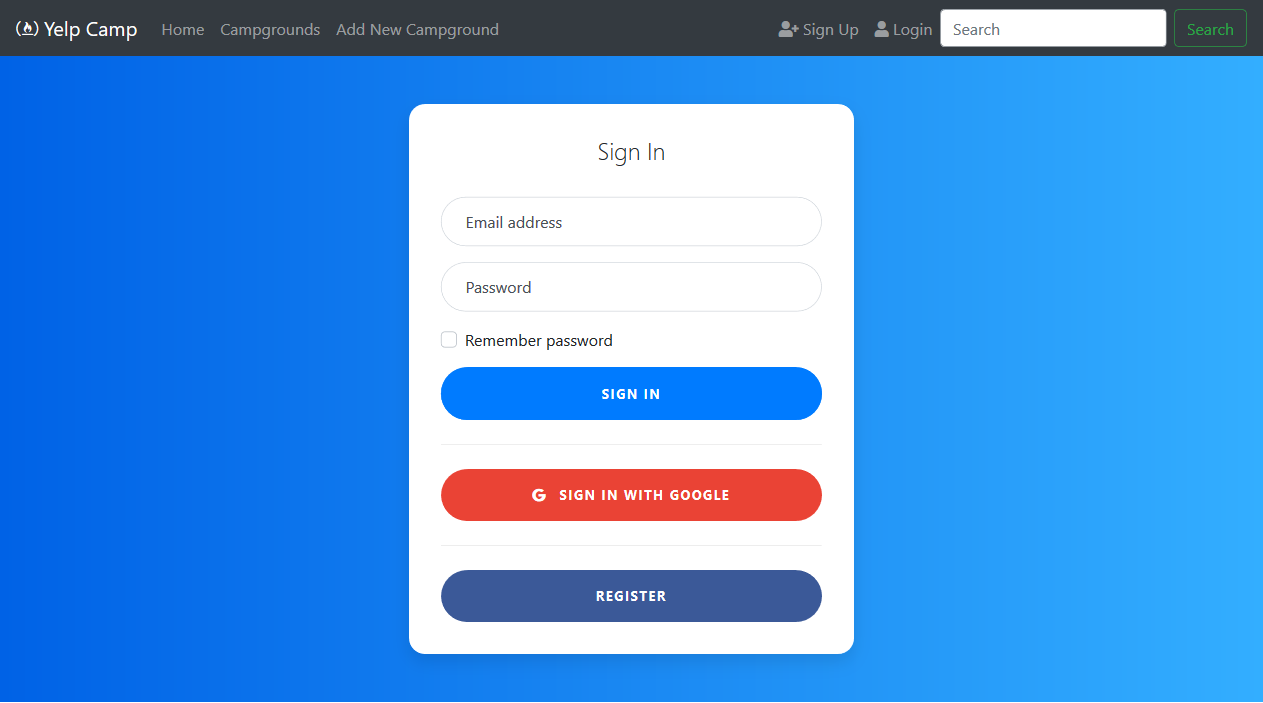 Yelp Camp Home Campgrounds Add New Campground Sign Up Login Search Search
Sign In
Email address
Password
Remember password
SIGN IN
G SIGN IN WITH GOOGLE
REGISTER